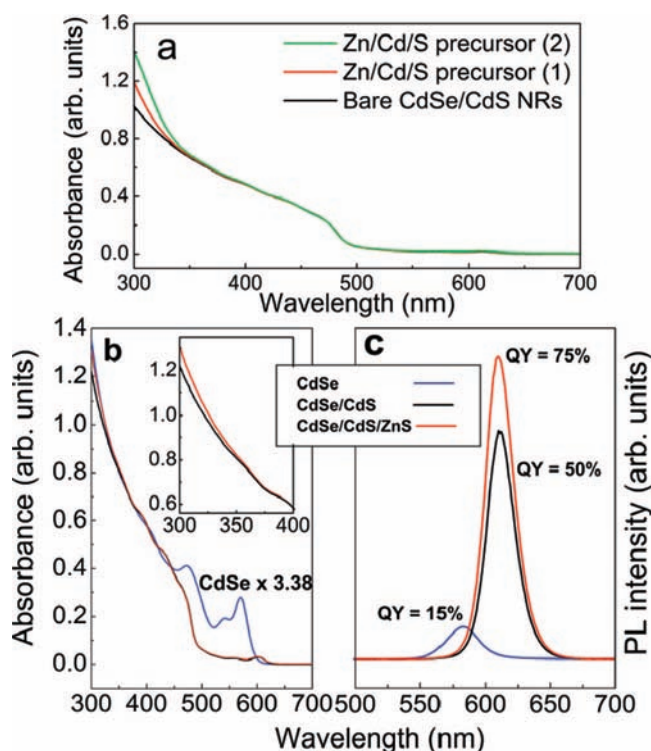 a
Zn/Cd/S precursor (2)
Zn/Cd/S precursor (1)
Bare CdSe/CdS NRs
Absorbance (arb. units)
1.6
1.2
0.8
0.4
0.0
300 400 500 600 700
Wavelength (nm)
b
Absorbance (arb. units)
1.4
1.2
1.0
0.8
0.6
0.4
0.2
0.0
1.2
1.0
0.8
0.6
300 350 400
CdSe x 3.38
300 400 500 600 700
c
CdSe
CdSe/CdS
CdSe/CdS/ZnS
QY = 75%
QY = 50%
QY = 15%
PL intensity (arb. units)
500 550 600 650 700
Wavelength (nm)